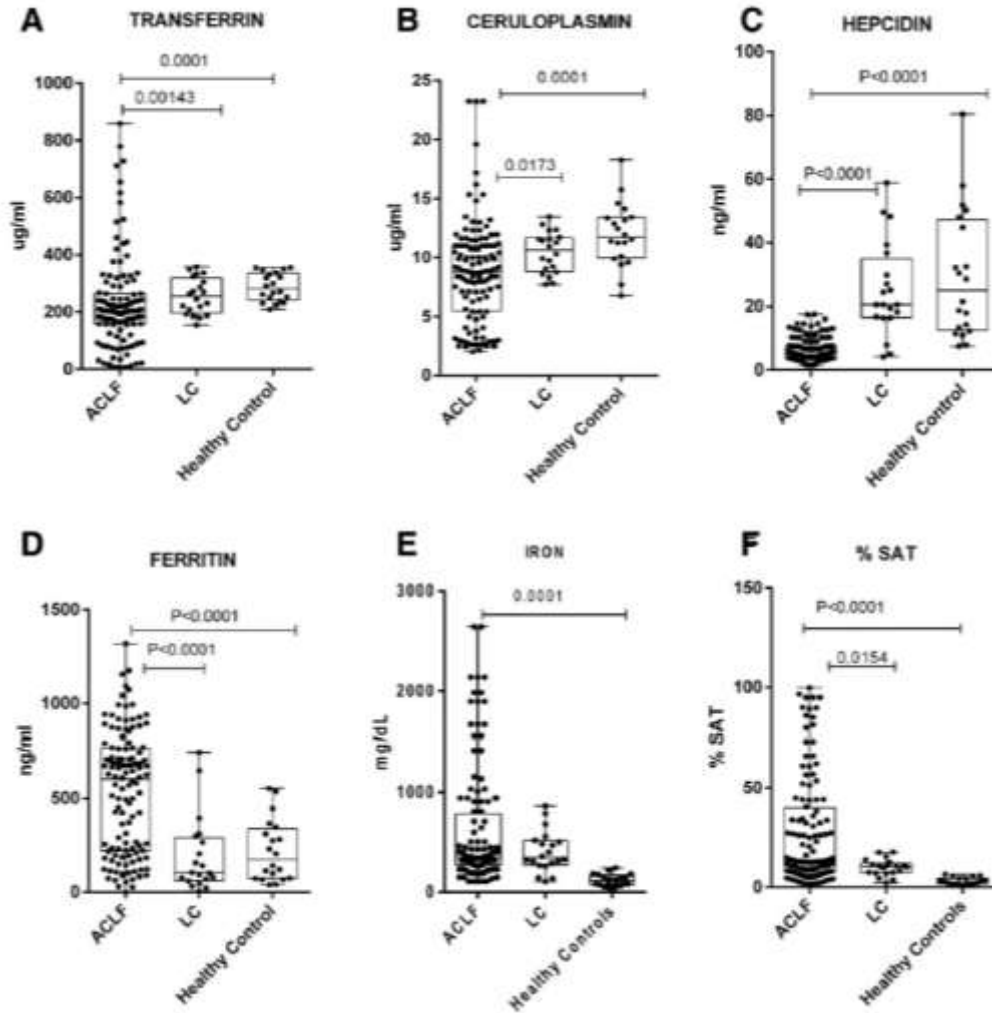 A
TRANSFERRIN
0.0001
0.00143
1000
800
600
400
200
0
ug/ml
ACLF
LC
Healthy Control
B
CERULOPLASMIN
0.0001
0.0173
25
20
15
10
5
0
ug/ml
ACLF
LC
Healthy Control
C
HEPCIDIN
P<0.0001
P<0.0001
100
80
60
40
20
0
ng/ml
ACLF
LC
Healthy Control
D
FERRITIN
P<0.0001
P<0.0001
1500
1000
500
0
ng/ml
ACLF
LC
Healthy Control
E
IRON
0.0001
3000
2000
1000
0
mg/dL
ACLF
LC
Healthy Controls
F
% SAT
P<0.0001
0.0154
150
100
50
0
% SAT
ACLF
LC
Healthy Controls